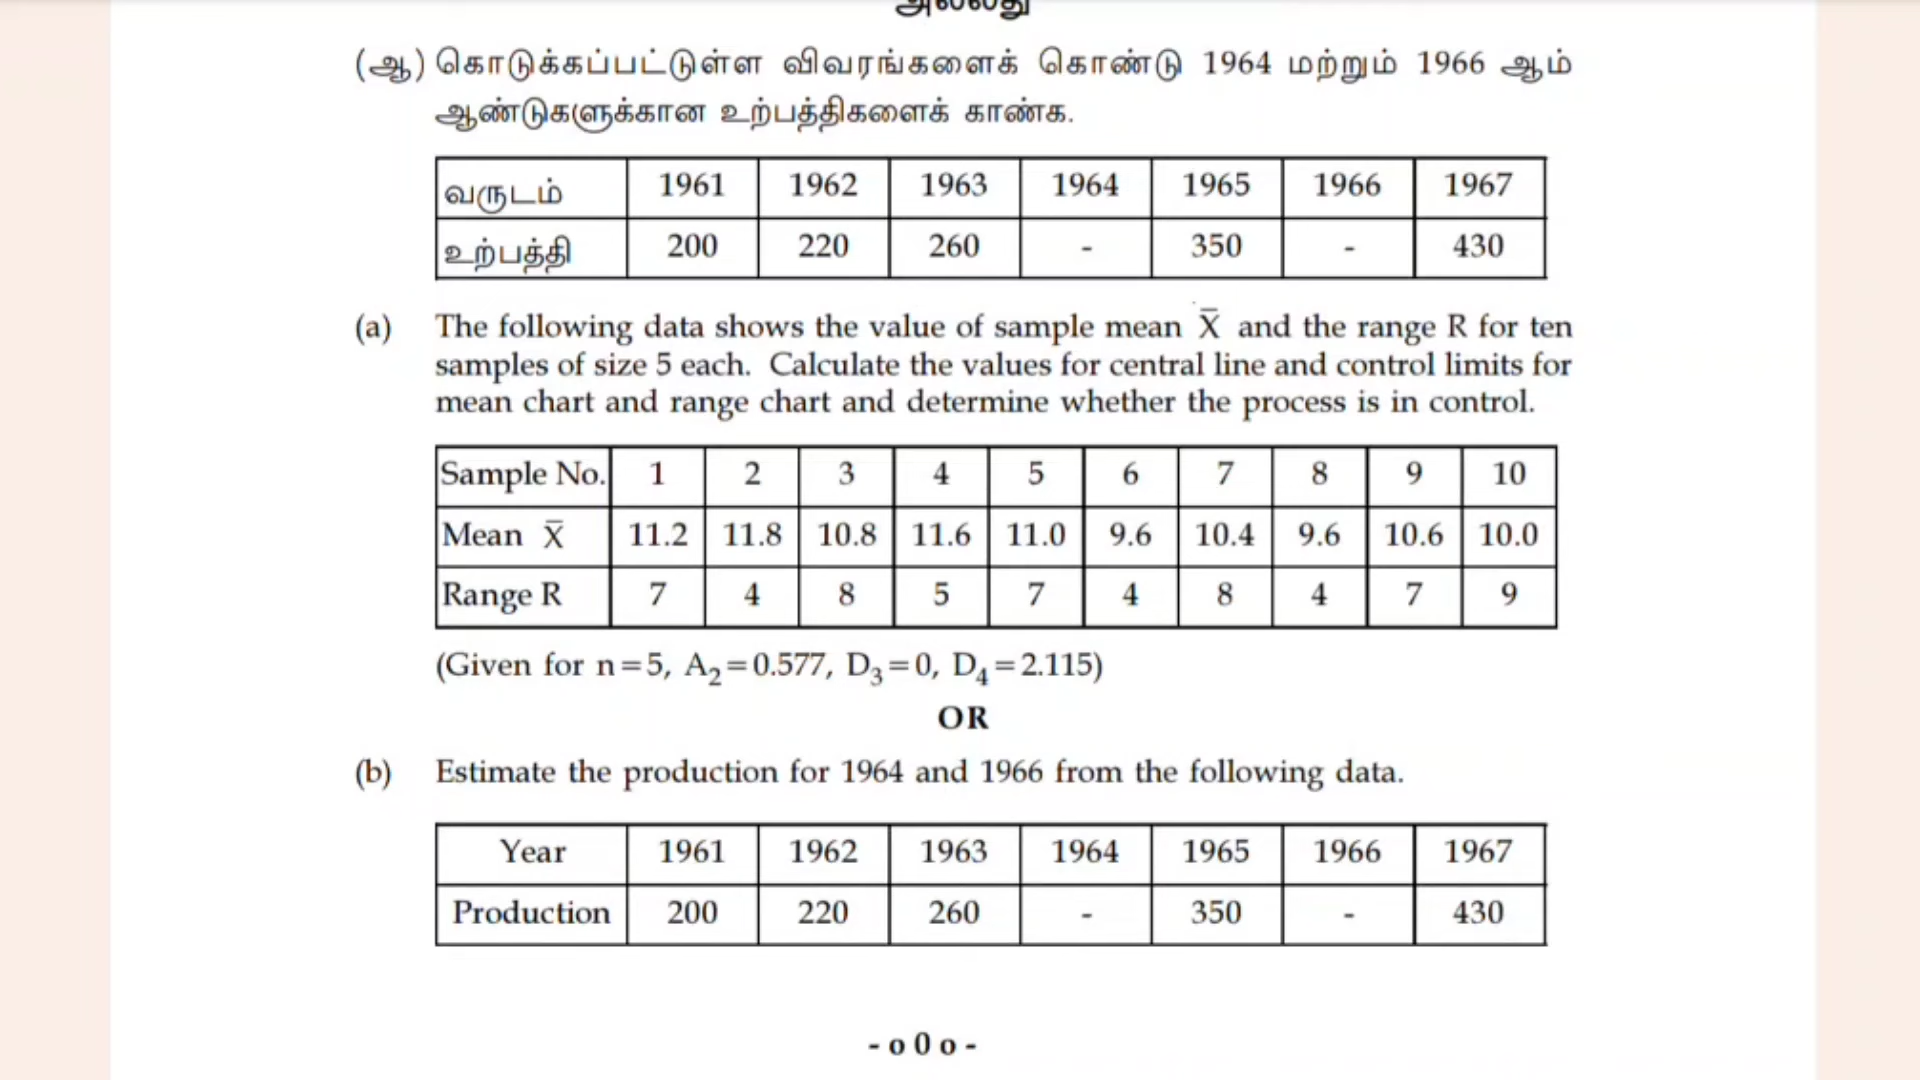 அல்லது
(ஆ) கொடுக்கப்பட்டுள்ள விவரங்களைக் கொண்டு 1964 மற்றும் 1966 ஆம்
ஆண்டுகளுக்கான உற்பத்திகளைக் காண்க.
வருடம் 1961 1962 1963 1964 1965 1966 1967
உற்பத்தி 200 220 260 - 350 - 430
(a) The following data shows the value of sample mean X̄ and the range R for ten
samples of size 5 each. Calculate the values for central line and control limits for
mean chart and range chart and determine whether the process is in control.
Sample No. 1 2 3 4 5 6 7 8 9 10
Mean X̄ 11.2 11.8 10.8 11.6 11.0 9.6 10.4 9.6 10.6 10.0
Range R 7 4 8 5 7 4 8 4 7 9
(Given for n=5, A₂=0.577, D₃=0, D₄=2.115)
OR
(b) Estimate the production for 1964 and 1966 from the following data.
Year 1961 1962 1963 1964 1965 1966 1967
Production 200 220 260 - 350 - 430
- o 0 o -